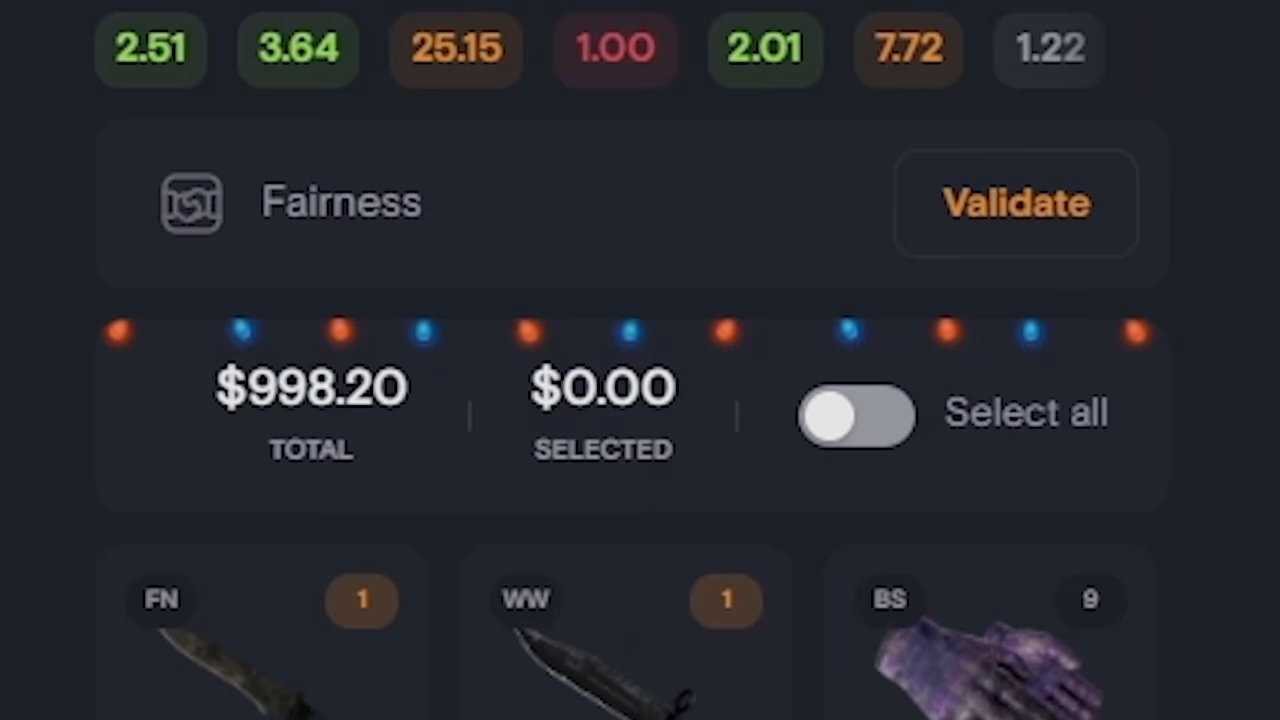 2.51 3.64 25.15 1.00 2.01 7.72 1.22
Fairness Validate
$998.20 $0.00 Select all
TOTAL SELECTED
FN 1 WW 1 BS 9